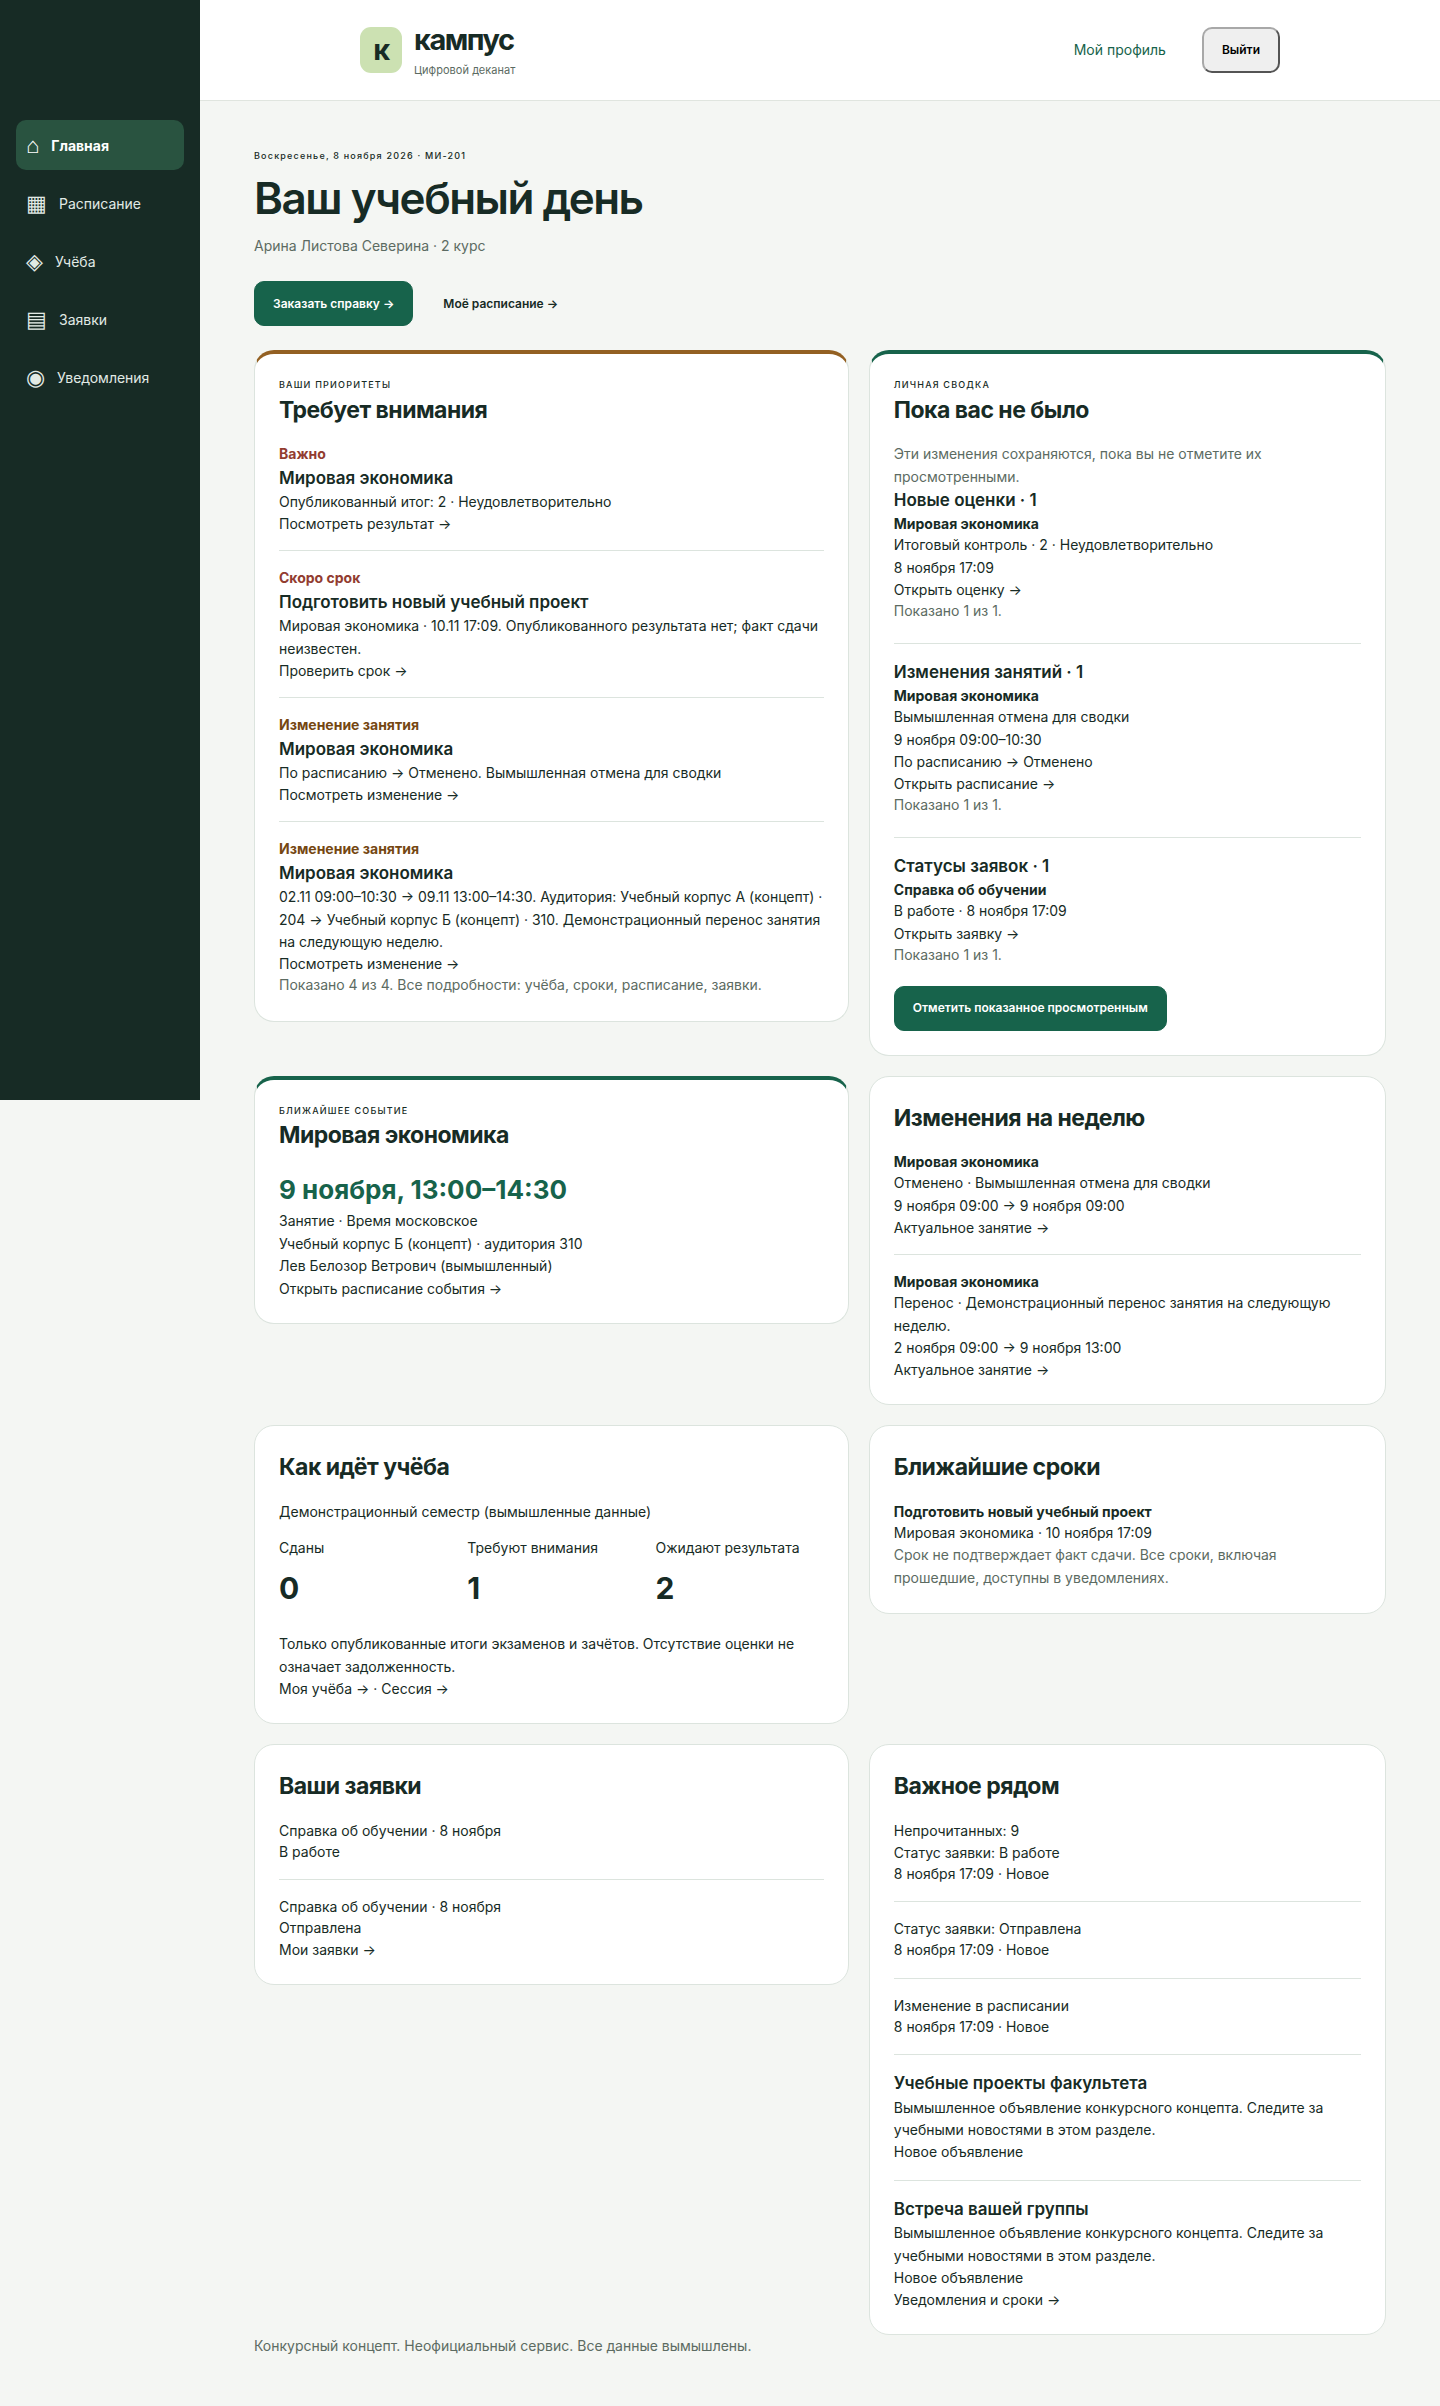 к
кампус
Цифровой деканат
Мой профиль
Выйти
Главная
Расписание
Учёба
Заявки
Уведомления
Воскресенье, 8 ноября 2026 · МИ-201
Ваш учебный день
Арина Листова Северина · 2 курс
Заказать справку →
Моё расписание →
ВАШИ ПРИОРИТЕТЫ
Требует внимания
Важно
Мировая экономика
Опубликованный итог: 2 · Неудовлетворительно
Посмотреть результат →
Скоро срок
Подготовить новый учебный проект
Мировая экономика · 10.11 17:09. Опубликованного результата нет; факт сдачи
неизвестен.
Проверить срок →
Изменение занятия
Мировая экономика
По расписанию → Отменено. Вымышленная отмена для сводки
Посмотреть изменение →
Изменение занятия
Мировая экономика
02.11 09:00–10:30 → 09.11 13:00–14:30. Аудитория: Учебный корпус А (концепт) ·
204 → Учебный корпус Б (концепт) · 310. Демонстрационный перенос занятия
на следующую неделю.
Посмотреть изменение →
Показано 4 из 4. Все подробности: учёба, сроки, расписание, заявки.
ЛИЧНАЯ СВОДКА
Пока вас не было
Эти изменения сохраняются, пока вы не отметите их
просмотренными.
Новые оценки · 1
Мировая экономика
Итоговый контроль · 2 · Неудовлетворительно
8 ноября 17:09
Открыть оценку →
Показано 1 из 1.
Изменения занятий · 1
Мировая экономика
Вымышленная отмена для сводки
9 ноября 09:00–10:30
По расписанию → Отменено
Открыть расписание →
Показано 1 из 1.
Статусы заявок · 1
Справка об обучении
В работе · 8 ноября 17:09
Открыть заявку →
Показано 1 из 1.
Отметить показанное просмотренным
БЛИЖАЙШЕЕ СОБЫТИЕ
Мировая экономика
9 ноября, 13:00–14:30
Занятие · Время московское
Учебный корпус Б (концепт) · аудитория 310
Лев Белозор Ветрович (вымышленный)
Открыть расписание события →
Изменения на неделю
Мировая экономика
Отменено · Вымышленная отмена для сводки
9 ноября 09:00 → 9 ноября 09:00
Актуальное занятие →
Мировая экономика
Перенос · Демонстрационный перенос занятия на следующую
неделю.
2 ноября 09:00 → 9 ноября 13:00
Актуальное занятие →
Как идёт учёба
Демонстрационный семестр (вымышленные данные)
Сданы
0
Требуют внимания
1
Ожидают результата
2
Только опубликованные итоги экзаменов и зачётов. Отсутствие оценки не
означает задолженность.
Моя учёба → · Сессия →
Ближайшие сроки
Подготовить новый учебный проект
Мировая экономика · 10 ноября 17:09
Срок не подтверждает факт сдачи. Все сроки, включая
прошедшие, доступны в уведомлениях.
Ваши заявки
Справка об обучении · 8 ноября
В работе
Справка об обучении · 8 ноября
Отправлена
Мои заявки →
Важное рядом
Непрочитанных: 9
Статус заявки: В работе
8 ноября 17:09 · Новое
Статус заявки: Отправлена
8 ноября 17:09 · Новое
Изменение в расписании
8 ноября 17:09 · Новое
Учебные проекты факультета
Вымышленное объявление конкурсного концепта. Следите за
учебными новостями в этом разделе.
Новое объявление
Встреча вашей группы
Вымышленное объявление конкурсного концепта. Следите за
учебными новостями в этом разделе.
Новое объявление
Уведомления и сроки →
Конкурсный концепт. Неофициальный сервис. Все данные вымышлены.